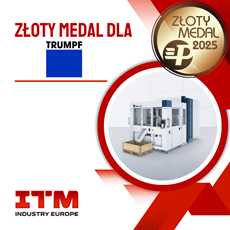 ZŁOTY MEDAL DLA
TRUMPF
ZŁOTY
MEDAL
2025
ITM
INDUSTRY EUROPE